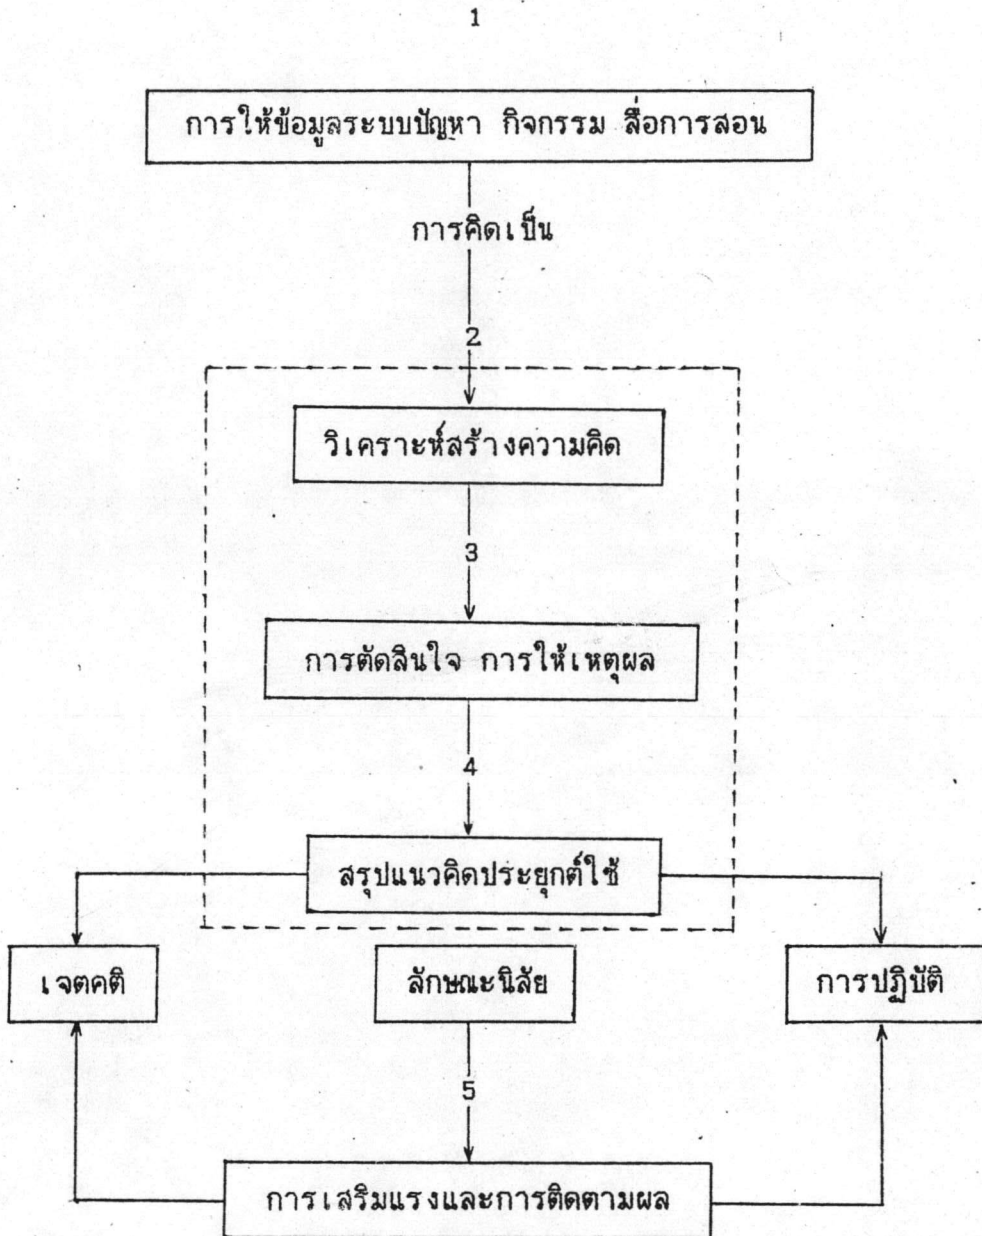 1
การให้ข้อมูลระบบปัญหา กิจกรรม สื่อการสอน
การคิดเป็น
2
วิเคราะห์สร้างความคิด
3
การตัดสินใจ การให้เหตุผล
4
สรุปแนวคิดประยุกต์ใช้
เจตคติ ลักษณะนิสัย การปฏิบัติ
5
การเสริมแรงและการติดตามผล